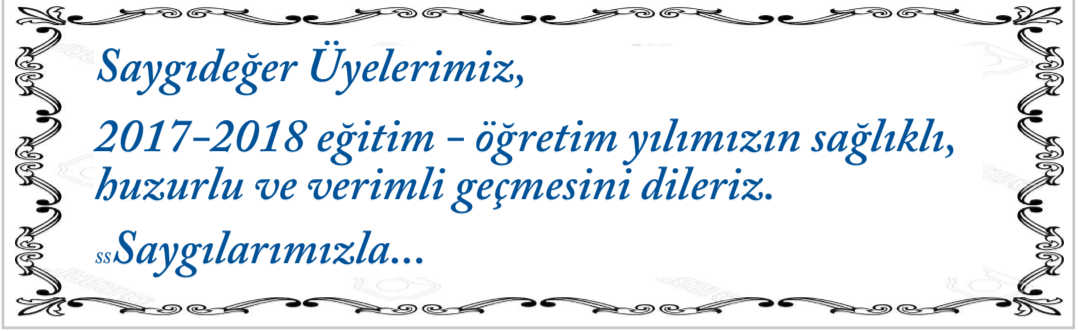 Saygıdeğer Üyelerimiz,
2017-2018 eğitim - öğretim yılımızın sağlıklı,
huzurlu ve verimli geçmesini dileriz.
ssSaygılarımızla...